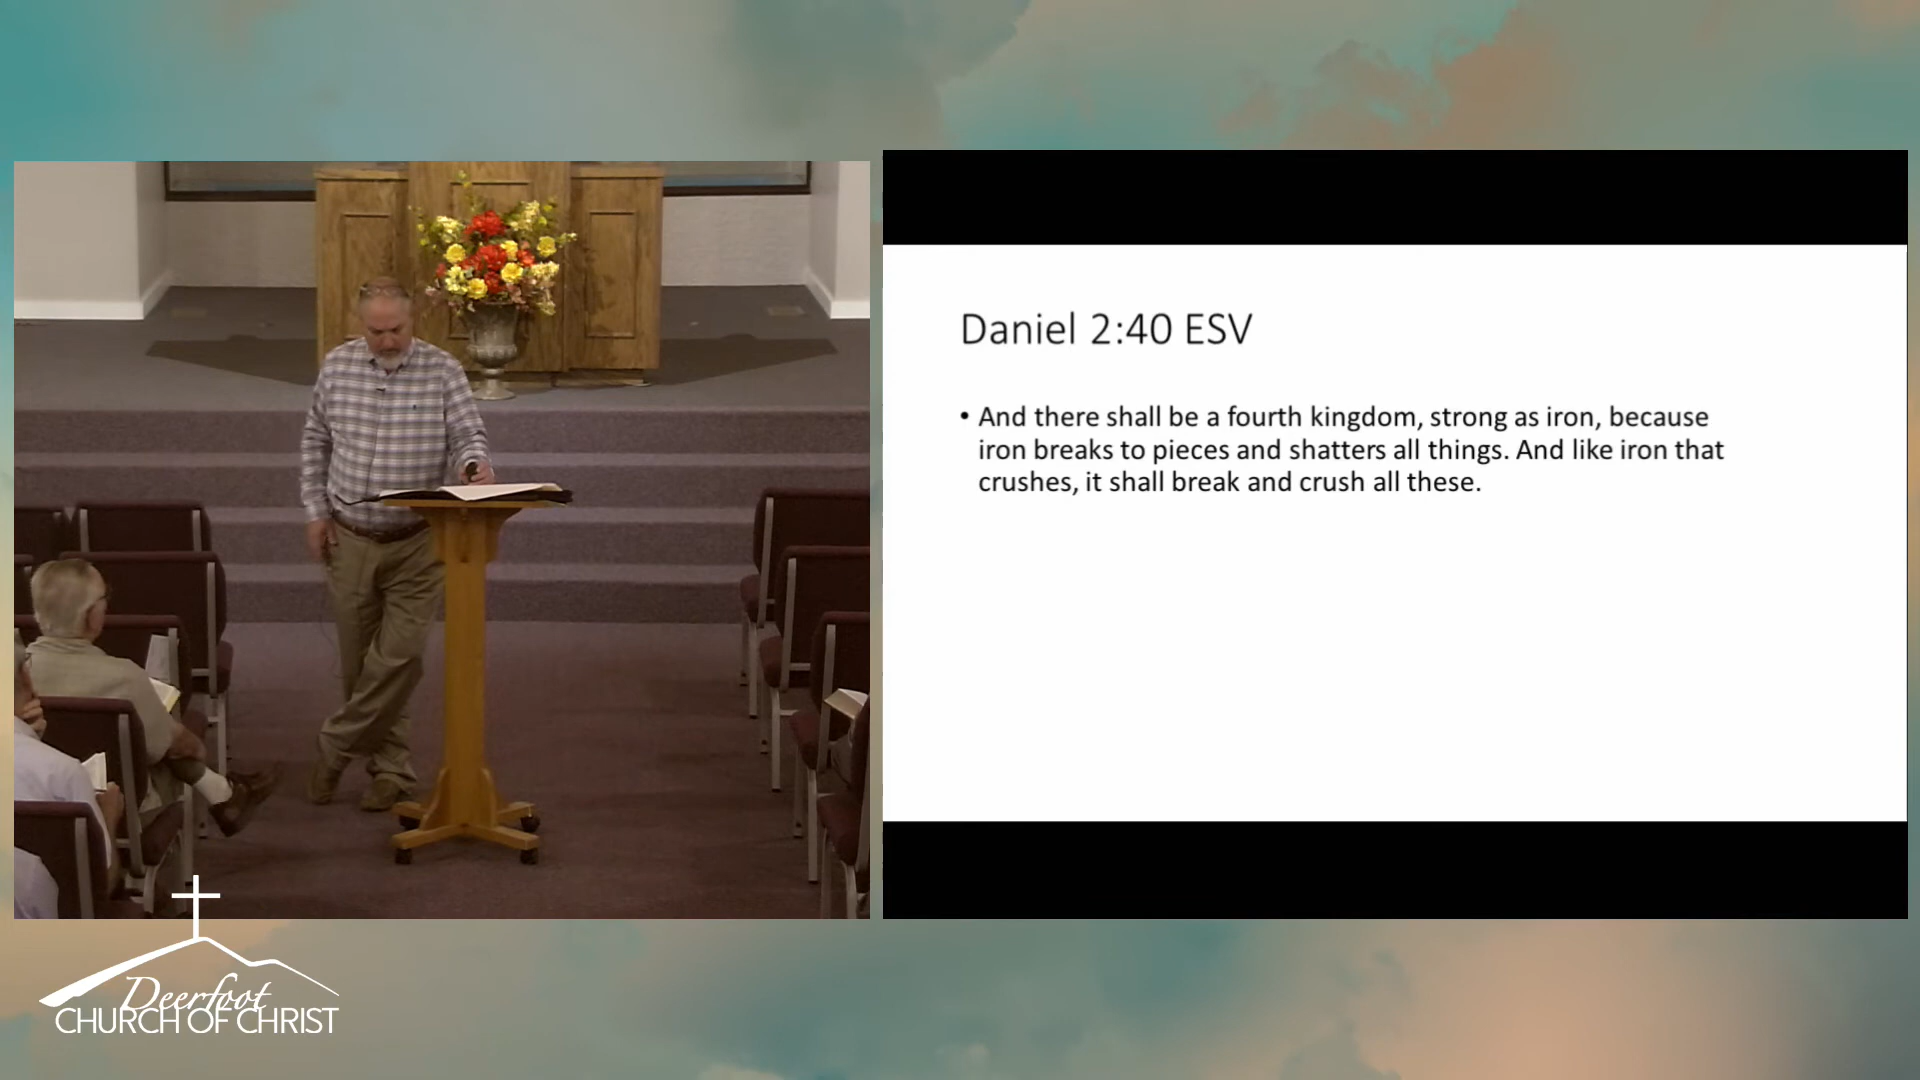 Daniel 2:40 ESV
• And there shall be a fourth kingdom, strong as iron, because
iron breaks to pieces and shatters all things. And like iron that
crushes, it shall break and crush all these.
Deerfoot
CHURCH OF CHRIST